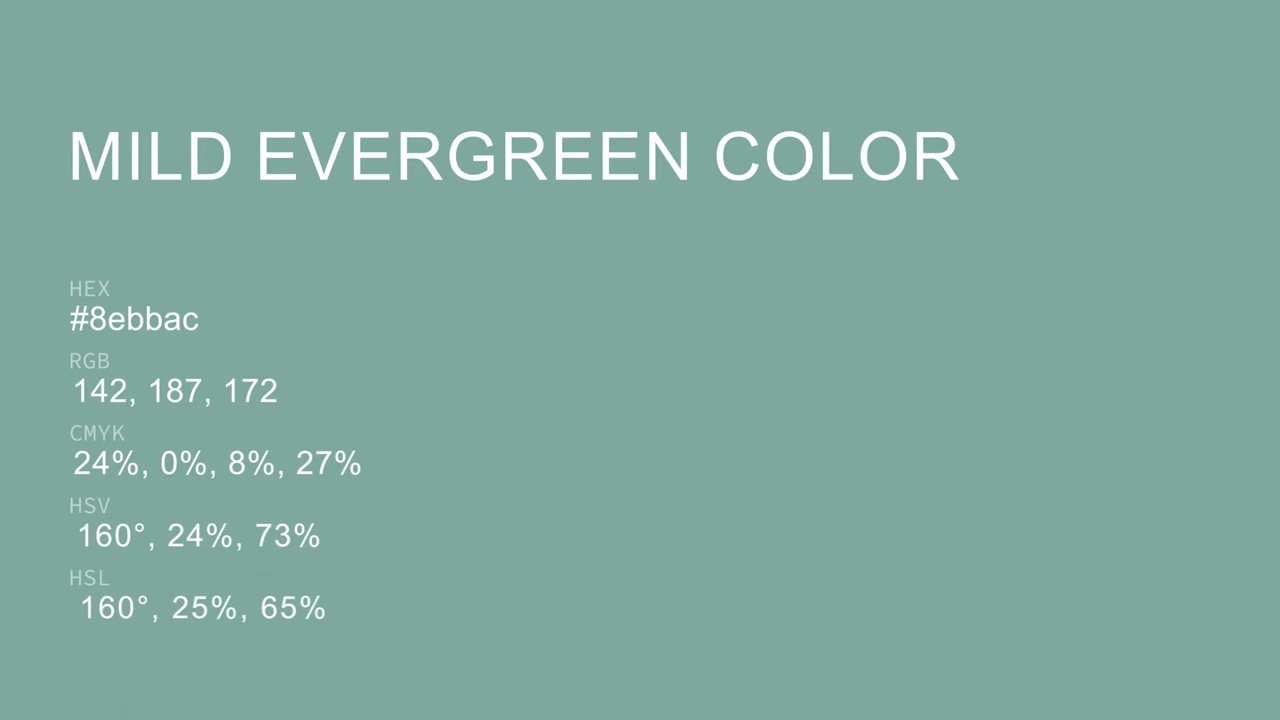 MILD EVERGREEN COLOR
HEX
#8ebbac
RGB
142, 187, 172
CMYK
24%, 0%, 8%, 27%
HSV
160°, 24%, 73%
HSL
160°, 25%, 65%